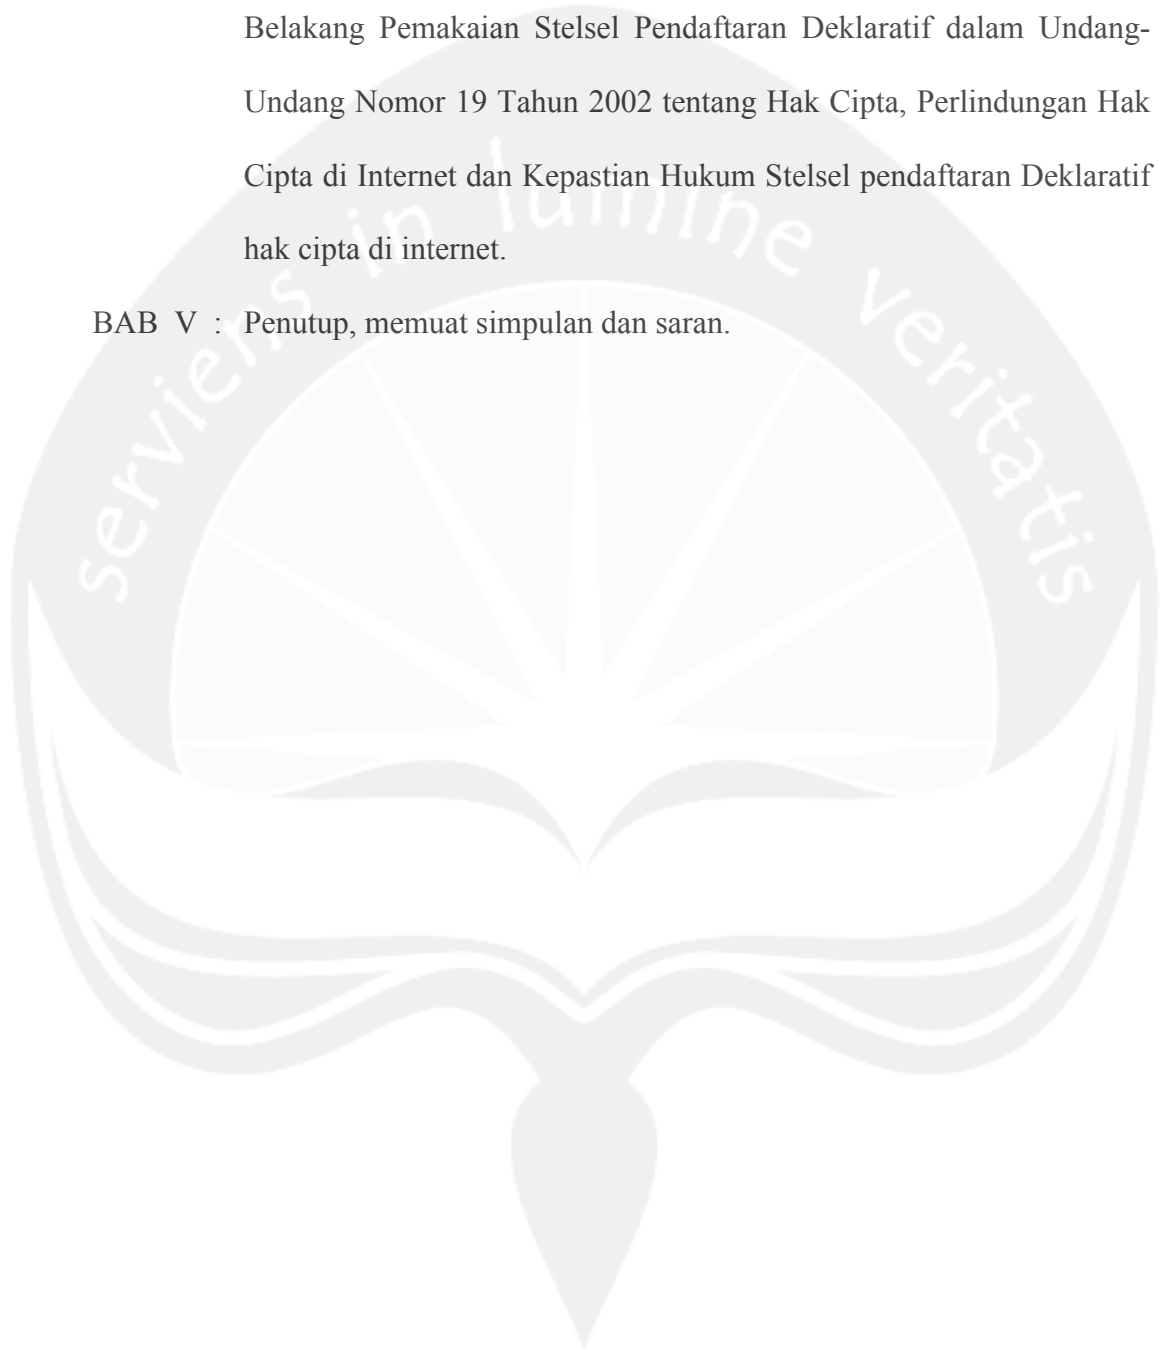 Belakang Pemakaian Stelsel Pendaftaran Deklaratif dalam Undang-
Undang Nomor 19 Tahun 2002 tentang Hak Cipta, Perlindungan Hak
Cipta di Internet dan Kepastian Hukum Stelsel pendaftaran Deklaratif
hak cipta di internet.
BAB V : Penutup, memuat simpulan dan saran.
serviens in lumine veritatis